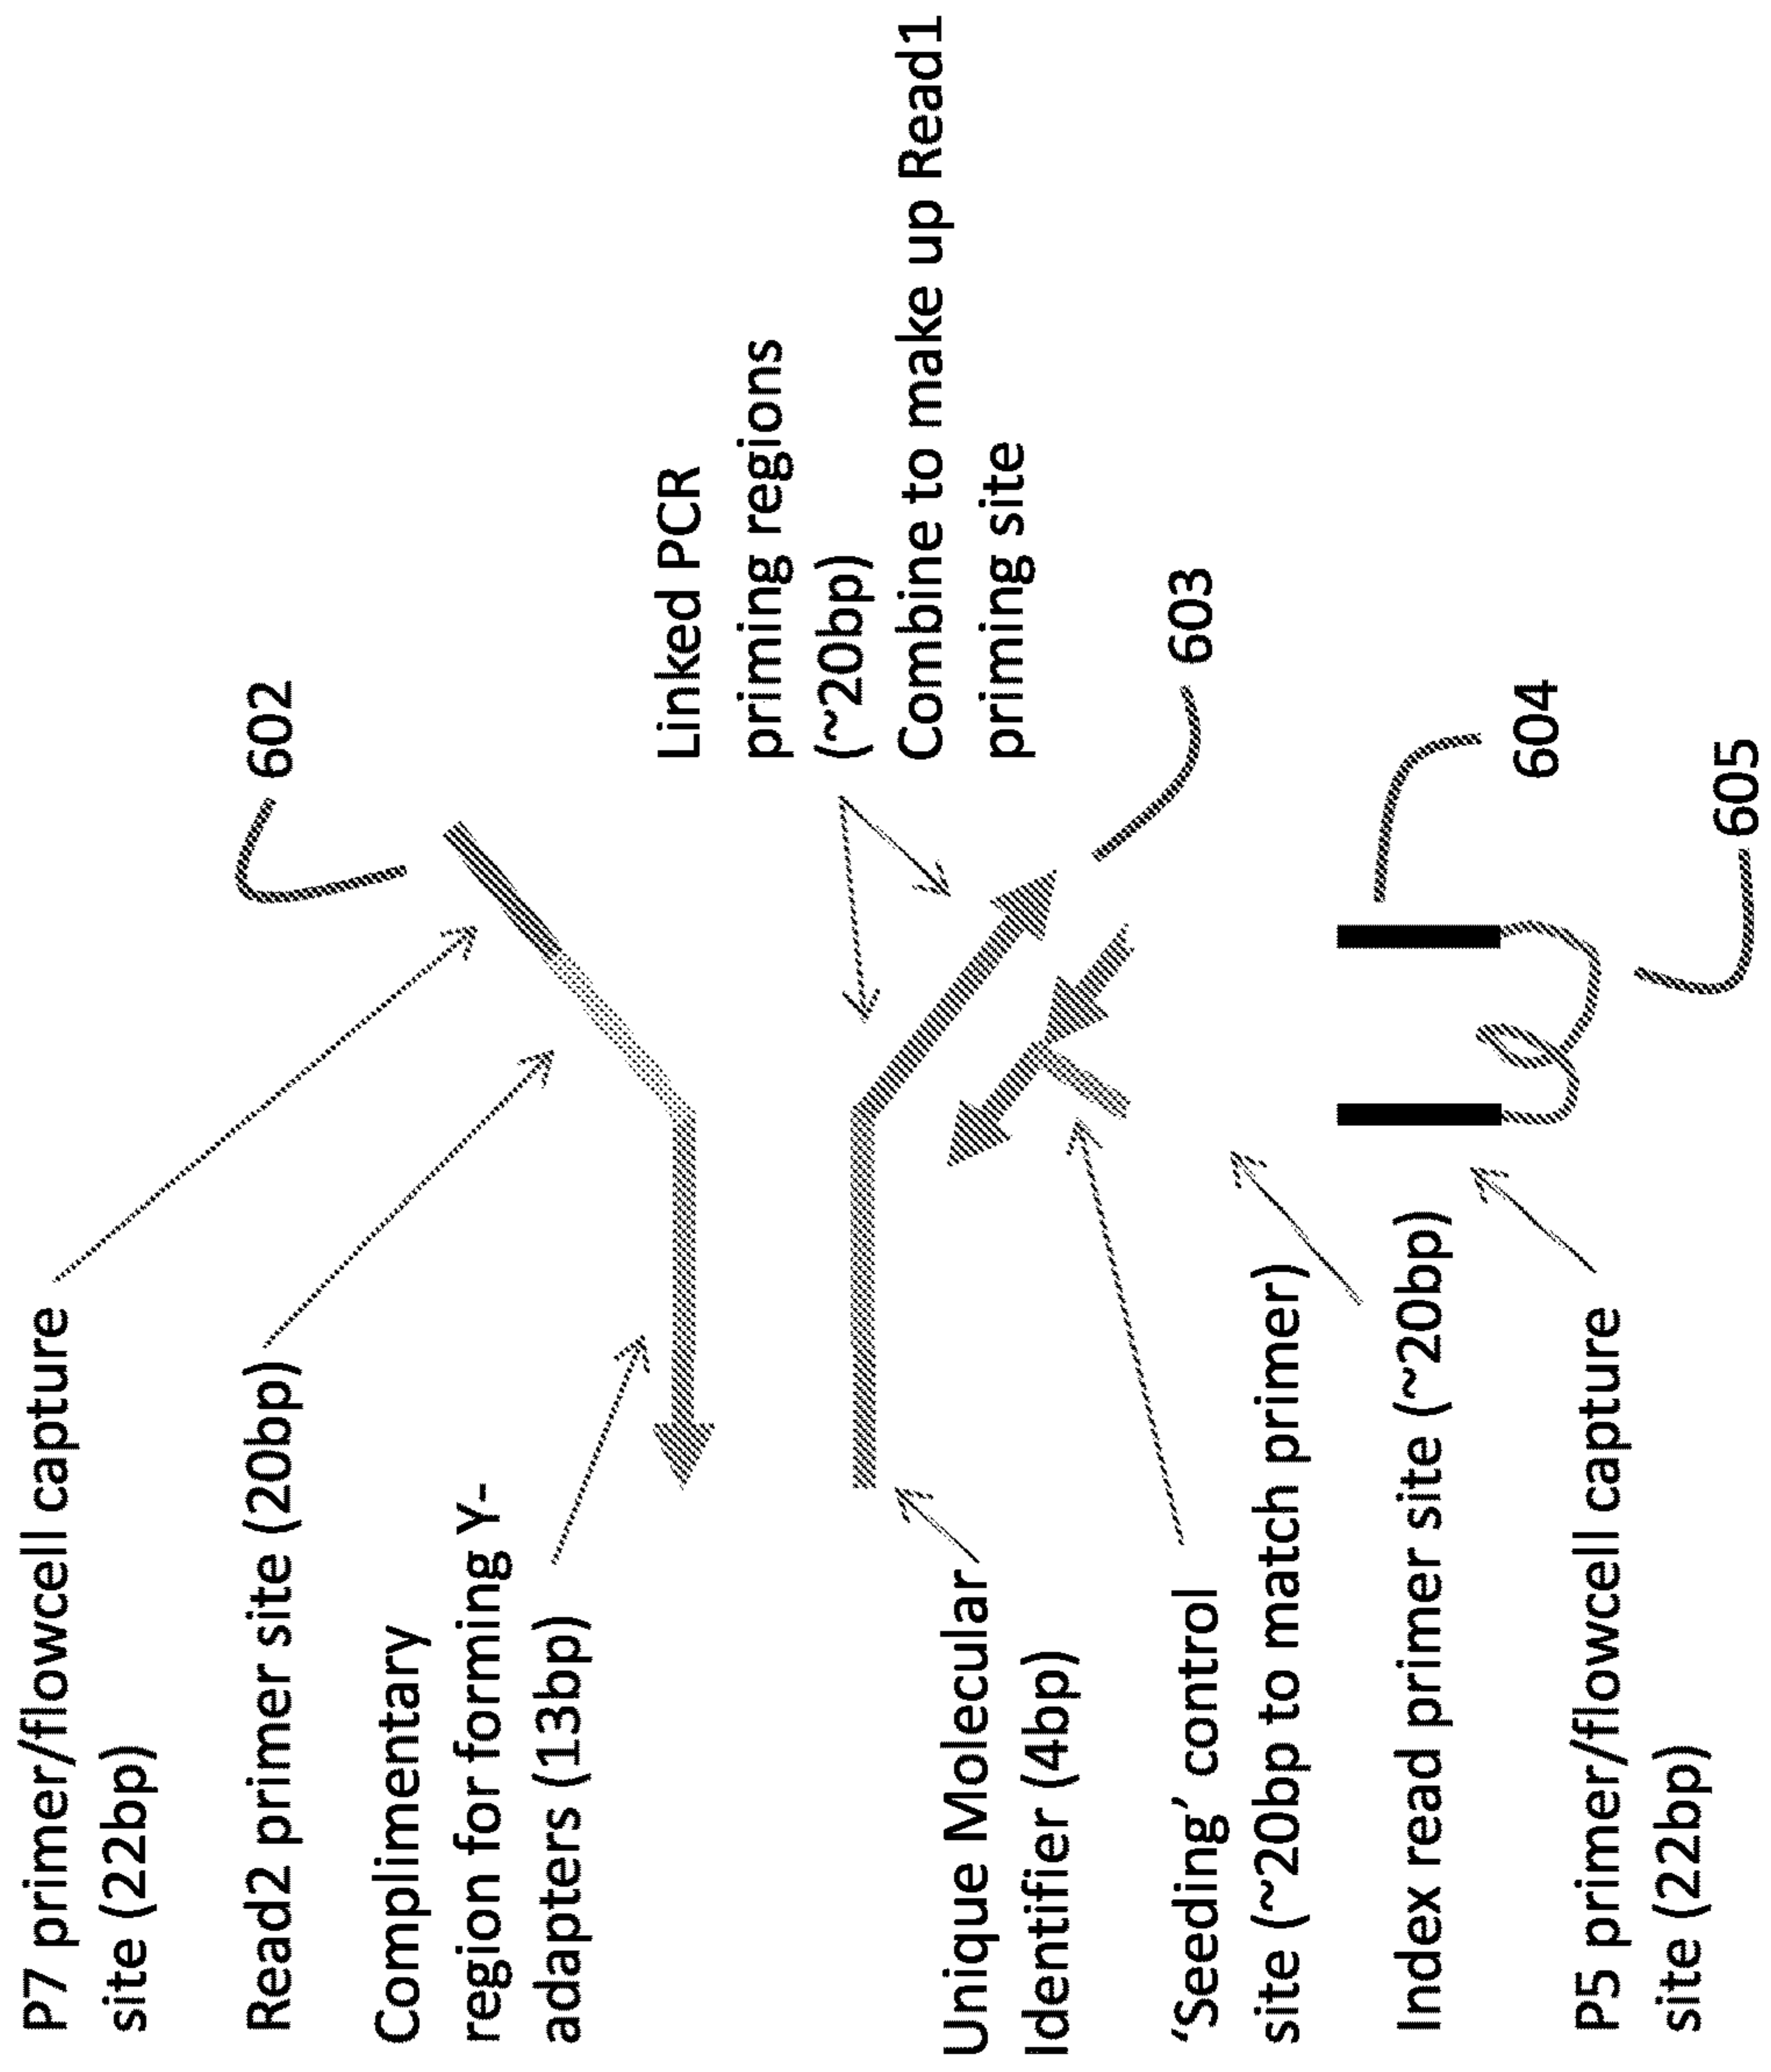 P7 primer/flowcell capture
site (22bp)
Read2 primer site (20bp)
Complimentary
region for forming Y-
adapters (13bp)
Unique Molecular
Identifier (4bp)
‘Seeding’ control
site (~20bp to match primer)
Index read primer site (~20bp)
P5 primer/flowcell capture
site (22bp)
602
Linked PCR
priming regions
(~20bp)
Combine to make up Read1
priming site
603
604
605